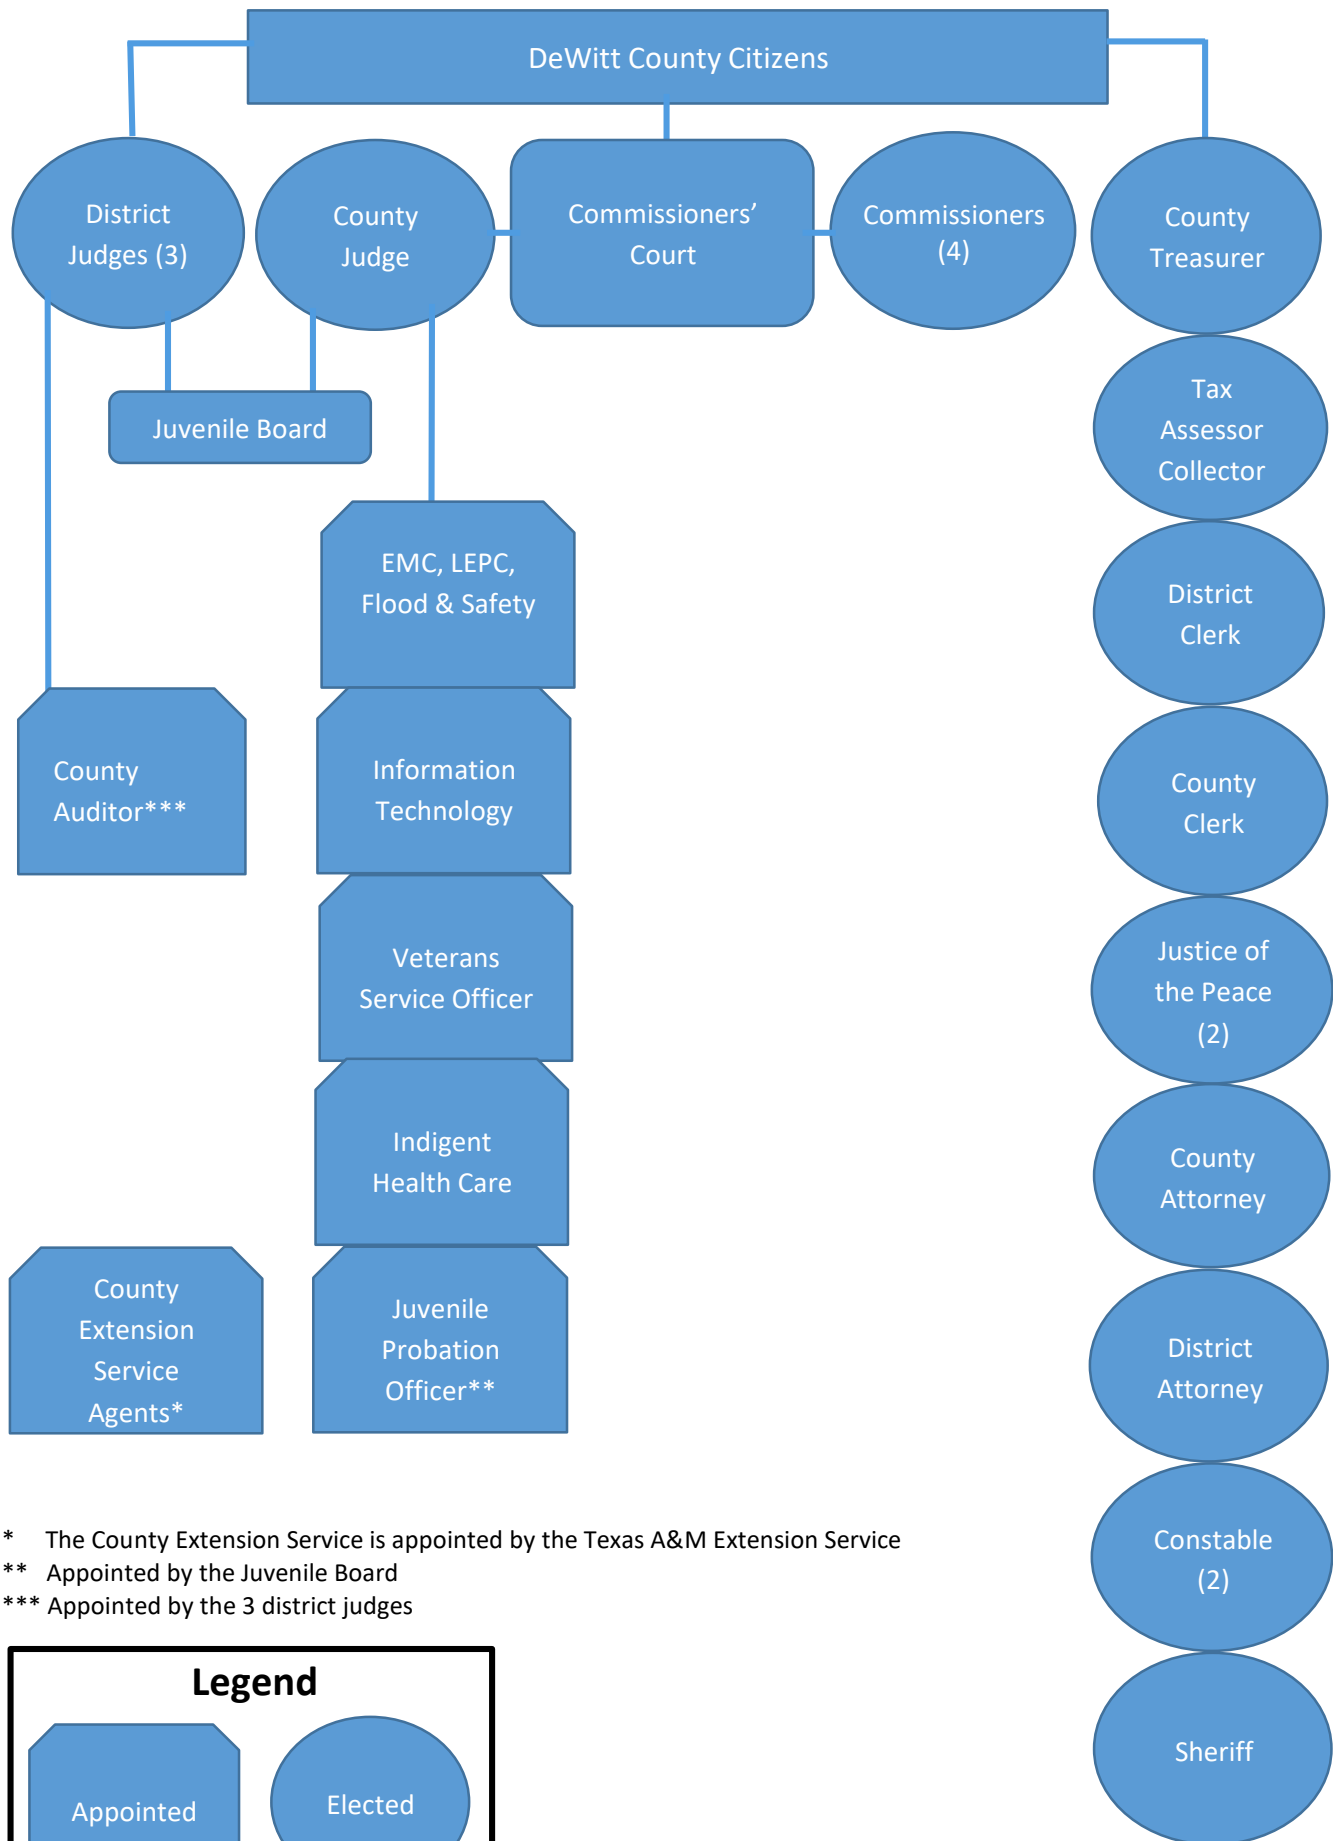 DeWitt County Citizens
District
Judges (3)
County
Judge
Commissioners’
Court
Commissioners
(4)
County
Treasurer
Juvenile Board
Tax
Assessor
Collector
EMC, LEPC,
Flood & Safety
District
Clerk
County
Auditor***
Information
Technology
County
Clerk
Veterans
Service Officer
Justice of
the Peace
(2)
Indigent
Health Care
County
Attorney
County
Extension
Service
Agents*
Juvenile
Probation
Officer**
District
Attorney
* The County Extension Service is appointed by the Texas A&M Extension Service
** Appointed by the Juvenile Board
*** Appointed by the 3 district judges
Constable
(2)
Legend
Appointed
Elected
Sheriff